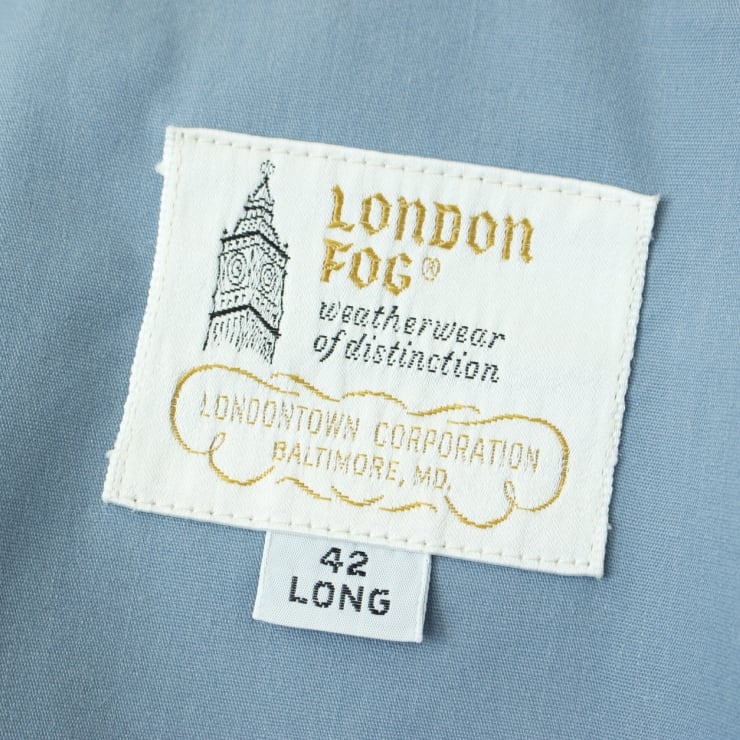 LONDON
FOG®
weatherwear
of distinction
LONDONTOWN CORPORATION
BALTIMORE, MD.
42
LONG